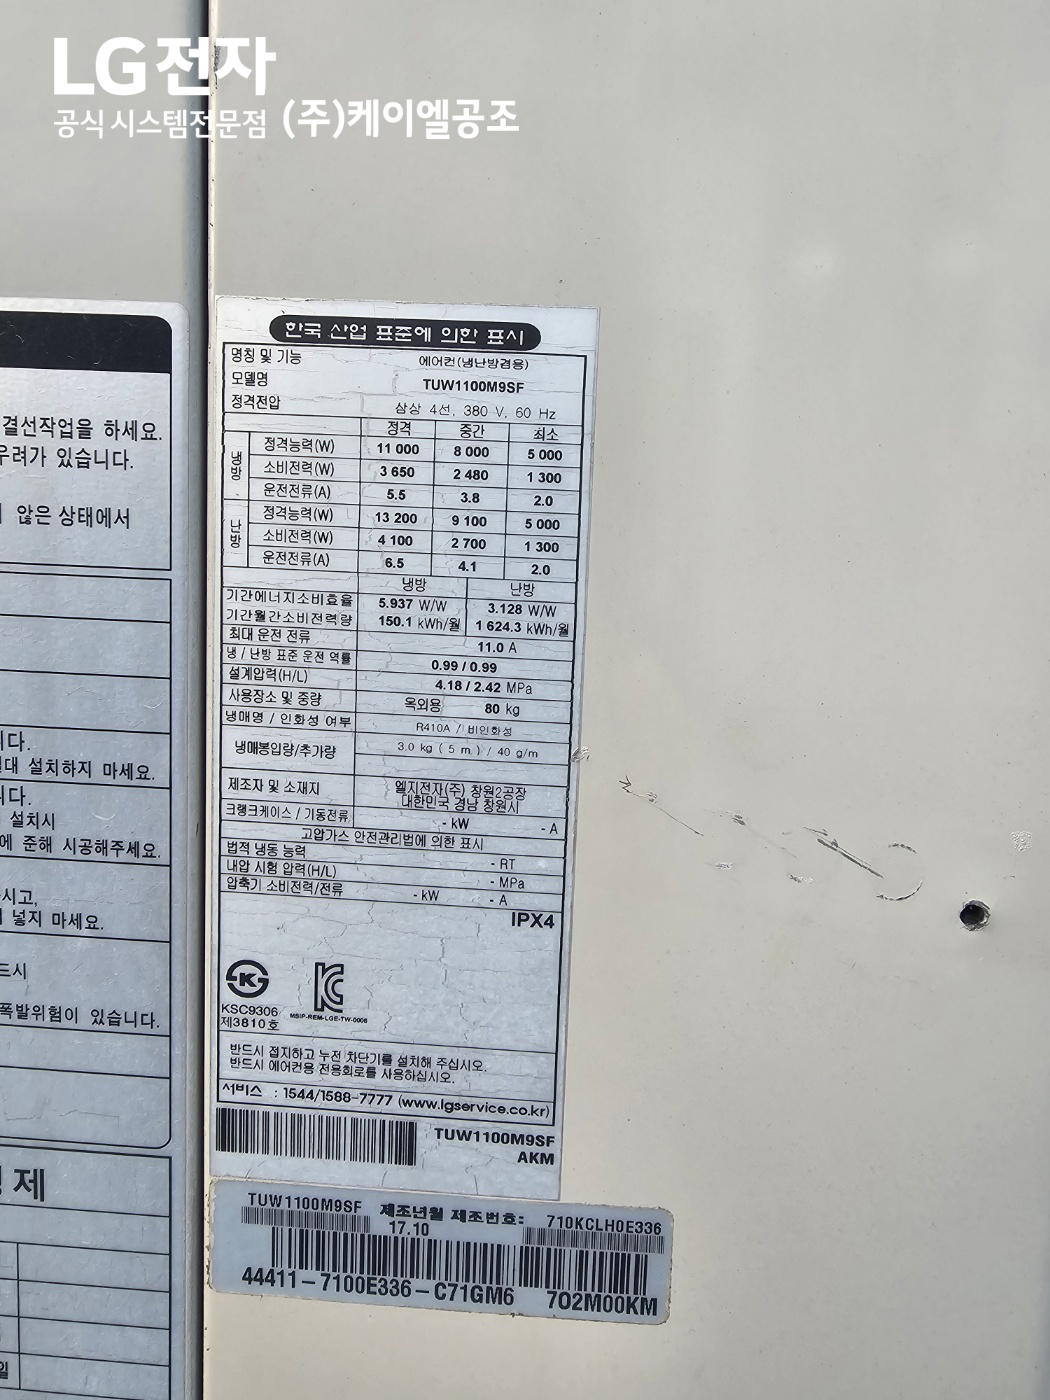 LG전자
공식 시스템전문점 (주)케이엘공조
결선작업을 하세요.
우려가 있습니다.
않은 상태에서
니다.
설치하지 마세요.
니다.
설치시
에 준해 시공해주세요.
시고,
넣지 마세요.
드시
폭발위험이 있습니다.
제
일
한국 산업 표준에 의한 표시
명칭 및 기능 에어컨(냉난방겸용)
모델명 TUW1100M9SF
정격전압 삼상 4선, 380 V, 60 Hz
정격 중간 최소
냉방 정격능력(W) 11 000 8 000 5 000
소비전력(W) 3 650 2 480 1 300
운전전류(A) 5.5 3.8 2.0
난방 정격능력(W) 13 200 9 100 5 000
소비전력(W) 4 100 2 700 1 300
운전전류(A) 6.5 4.1 2.0
냉방 난방
기간에너지소비효율 5.937 W/W 3.128 W/W
기간월간소비전력량 150.1 kWh/월 1 624.3 kWh/월
최대 운전 전류 11.0 A
냉 / 난방 표준 운전 역률 0.99 / 0.99
설계압력(H/L) 4.18 / 2.42 MPa
사용장소 및 중량 옥외용 80 kg
냉매명 / 인화성 여부 R410A / 비인화성
냉매봉입량/추가량 3.0 kg ( 5 m ) / 40 g/m
제조자 및 소재지 엘지전자(주) 창원2공장
대한민국 경남 창원시
크랭크케이스 / 기동전류 - kW - A
고압가스 안전관리법에 의한 표시
법적 냉동 능력 - RT
내압 시험 압력(H/L) - MPa
압축기 소비전력/전류 - kW - A
IPX4
KSC9306
제3810호
MSIP-REM-LGE-TW-0006
반드시 접지하고 누전 차단기를 설치해 주십시오.
반드시 에어컨용 전용회로를 사용하십시오.
서비스 : 1544/1588-7777 (www.lgservice.co.kr)
TUW1100M9SF
AKM
TUW1100M9SF 제조년월 제조번호: 710KCLH0E336
17.10
44411-7100E336-C71GM6 702M00KM